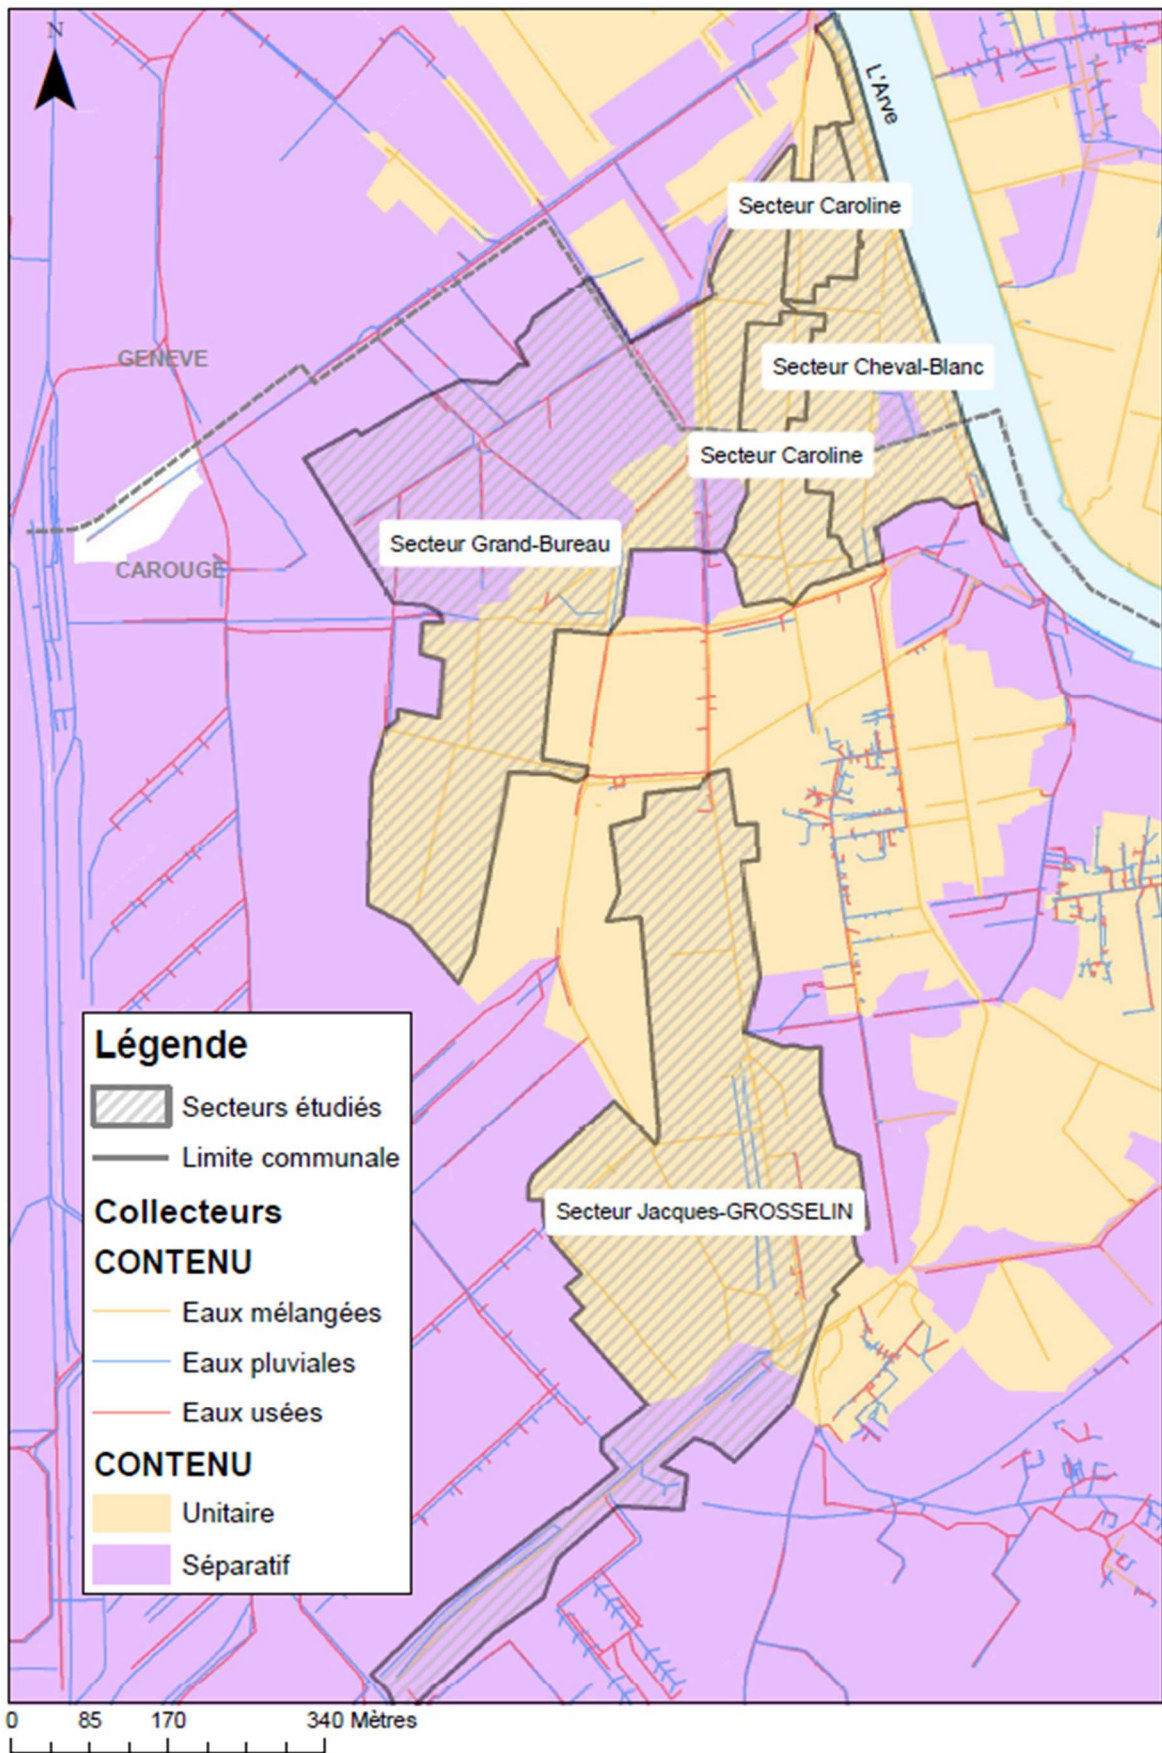 N
L'Arve
Secteur Caroline
GENEVE
Secteur Cheval-Blanc
Secteur Caroline
Secteur Grand-Bureau
CAROUGE
Légende
Secteurs étudiés
Limite communale
Collecteurs
CONTENU
Eaux mélangées
Eaux pluviales
Eaux usées
CONTENU
Unitaire
Séparatif
Secteur Jacques-GROSSELIN
0 85 170 340 Mètres